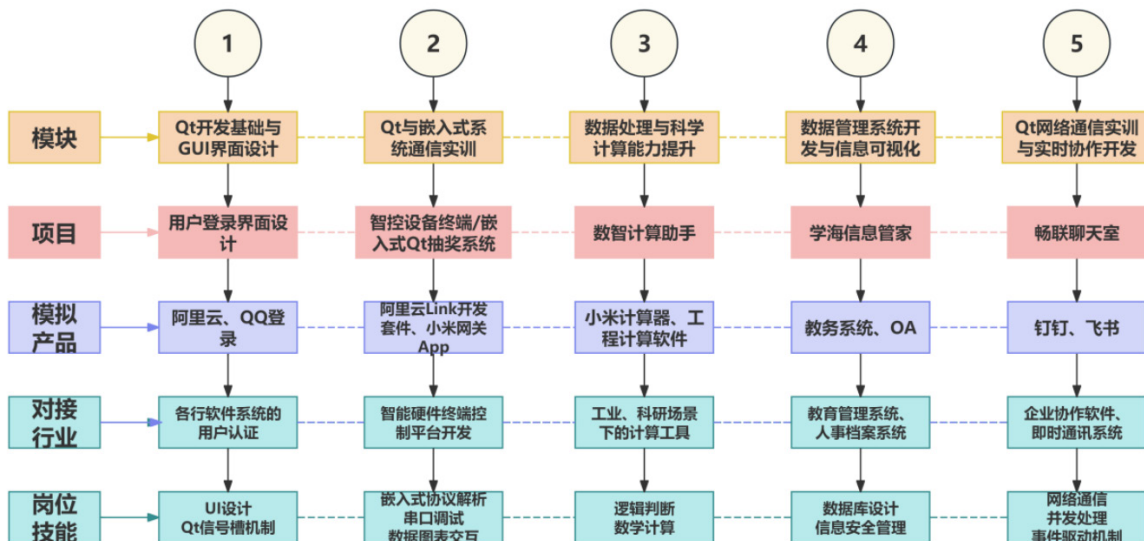 1
2
3
4
5
模块
Qt开发基础与
GUI界面设计
Qt与嵌入式系
统通信实训
数据处理与科学
计算能力提升
数据管理系统开
发与信息可视化
Qt网络通信实训
与实时协作开发
项目
用户登录界面设
计
智控设备终端/嵌
入式Qt抽奖系统
数智计算助手
学海信息管家
畅联聊天室
模拟
产品
阿里云、QQ登
录
阿里云Link开发
套件、小米网关
App
小米计算器、工
程计算软件
教务系统、OA
钉钉、飞书
对接
行业
各行软件系统的
用户认证
智能硬件终端控
制平台开发
工业、科研场景
下的计算工具
教育管理系统、
人事档案系统
企业协作软件、
即时通讯系统
岗位
技能
UI设计
Qt信号槽机制
嵌入式协议解析
串口调试
数据图表交互
逻辑判断
数学计算
数据库设计
信息安全管理
网络通信
并发处理
事件驱动机制